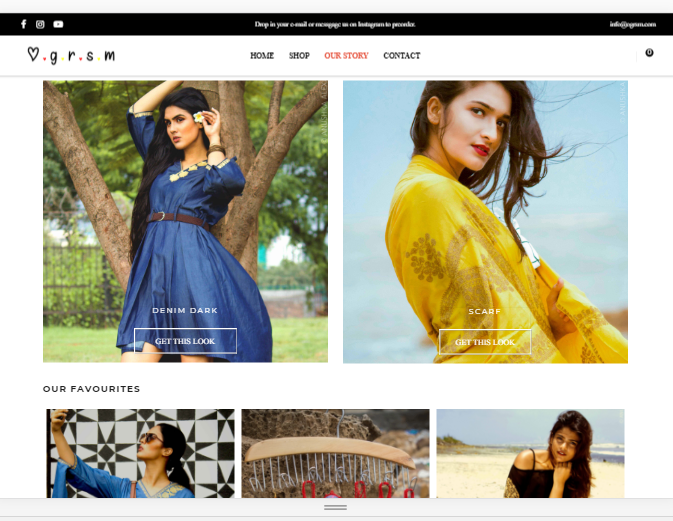 Drop in your e-mail or message us on Instagram to preorder.
info@ogrsm.com
♡.g.r.s.m
HOME SHOP OUR STORY CONTACT
0
DENIM DARK
GET THIS LOOK
SCARF
GET THIS LOOK
OUR FAVOURITES